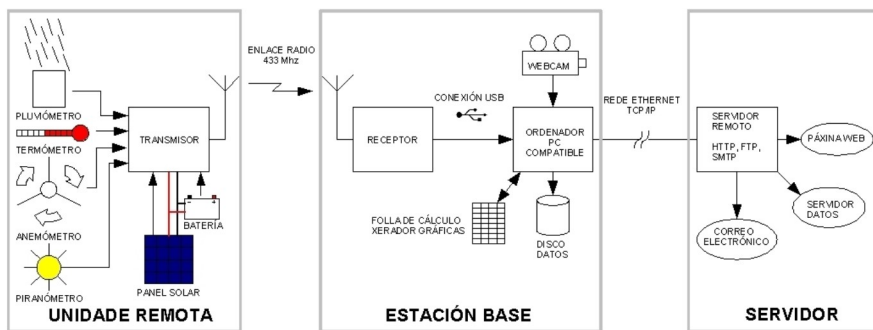 PLUVIÓMETRO
TERMÓMETRO
ANEMÓMETRO
PIRANÓMETRO
TRANSMISOR
BATERÍA
PANEL SOLAR
UNIDADE REMOTA
ENLACE RADIO
433 Mhz
RECEPTOR
CONEXIÓN USB
WEBCAM
ORDENADOR
PC
COMPATIBLE
FOLLA DE CÁLCULO
XERADOR GRÁFICAS
DISCO
DATOS
ESTACIÓN BASE
REDE ETHERNET
TCP/IP
SERVIDOR
REMOTO
HTTP, FTP,
SMTP
PÁXINA WEB
SERVIDOR
DATOS
CORREO
ELECTRÓNICO
SERVIDOR